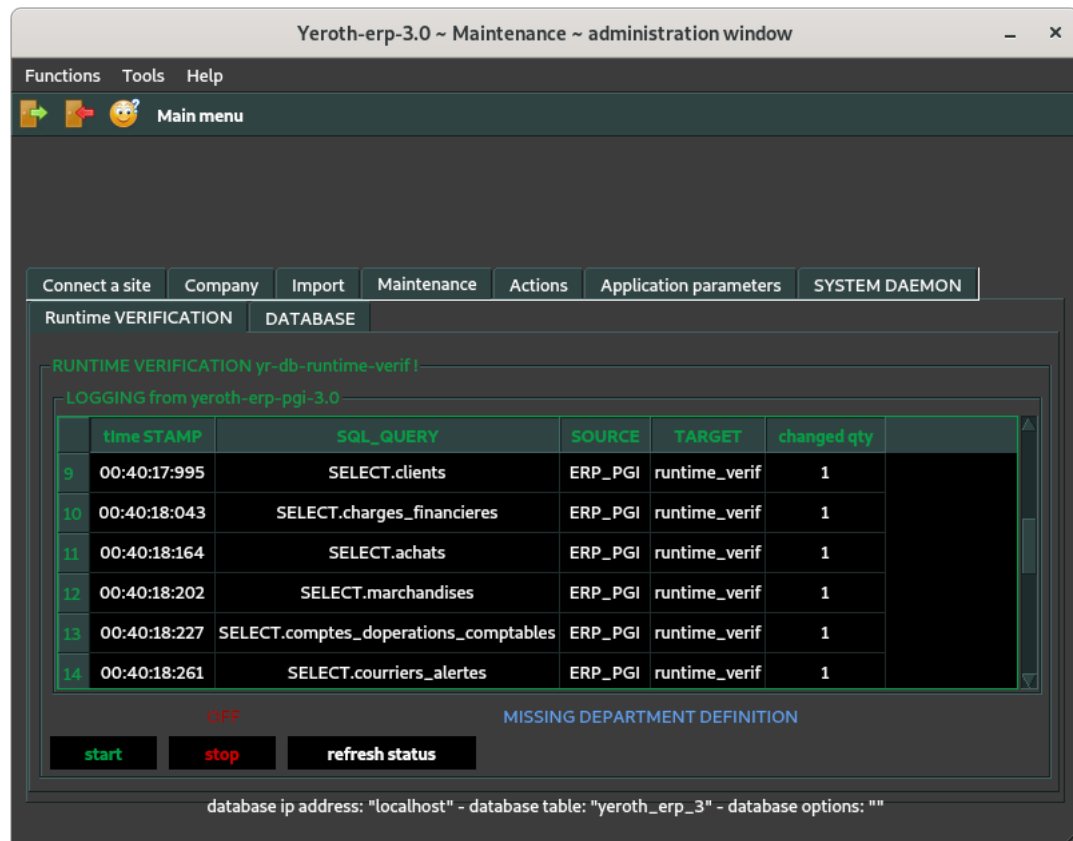 Yeroth-erp-3.0 ~ Maintenance ~ administration window
Functions Tools Help
Main menu
Connect a site Company Import Maintenance Actions Application parameters SYSTEM DAEMON
Runtime VERIFICATION DATABASE
RUNTIME VERIFICATION yr-db-runtime-verif !
LOGGING from yeroth-erp-pgi-3.0
time STAMP SQL_QUERY SOURCE TARGET changed qty
9 00:40:17:995 SELECT.clients ERP_PGI runtime_verif 1
10 00:40:18:043 SELECT.charges_financieres ERP_PGI runtime_verif 1
11 00:40:18:164 SELECT.achats ERP_PGI runtime_verif 1
12 00:40:18:202 SELECT.marchandises ERP_PGI runtime_verif 1
13 00:40:18:227 SELECT.comptes_doperations_comptables ERP_PGI runtime_verif 1
14 00:40:18:261 SELECT.courriers_alertes ERP_PGI runtime_verif 1
OFF MISSING DEPARTMENT DEFINITION
start stop refresh status
database ip address: "localhost" - database table: "yeroth_erp_3" - database options: ""